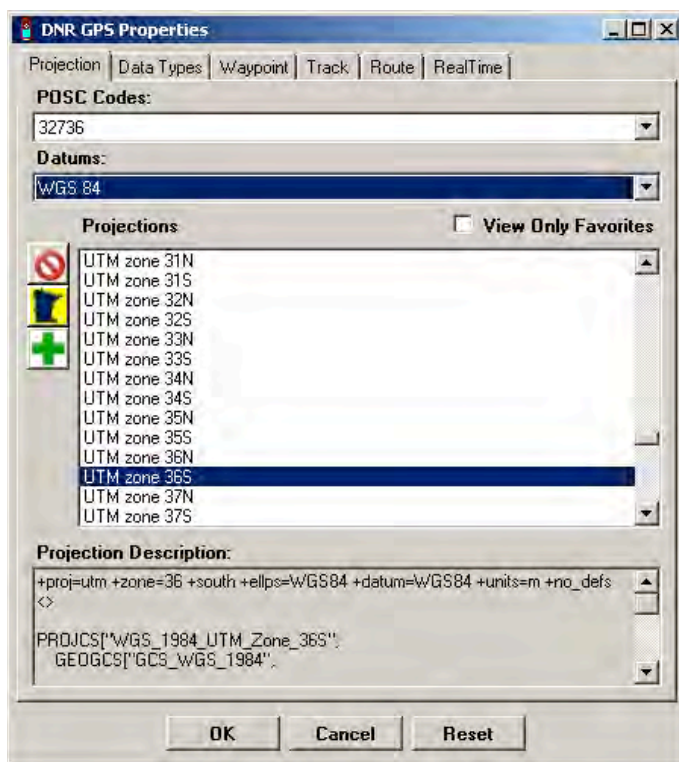 DNR GPS Properties
Projection Data Types Waypoint Track Route RealTime
POSC Codes:
32736
Datums:
WGS 84
Projections View Only Favorites
UTM zone 31N
UTM zone 31S
UTM zone 32N
UTM zone 32S
UTM zone 33N
UTM zone 33S
UTM zone 34N
UTM zone 34S
UTM zone 35N
UTM zone 35S
UTM zone 36N
UTM zone 36S
UTM zone 37N
UTM zone 37S
Projection Description:
+proj=utm +zone=36 +south +ellps=WGS84 +datum=WGS84 +units=m +no_defs
<>
PROJCS["WGS_1984_UTM_Zone_36S",
GEOGCS["GCS_WGS_1984",
OK Cancel Reset